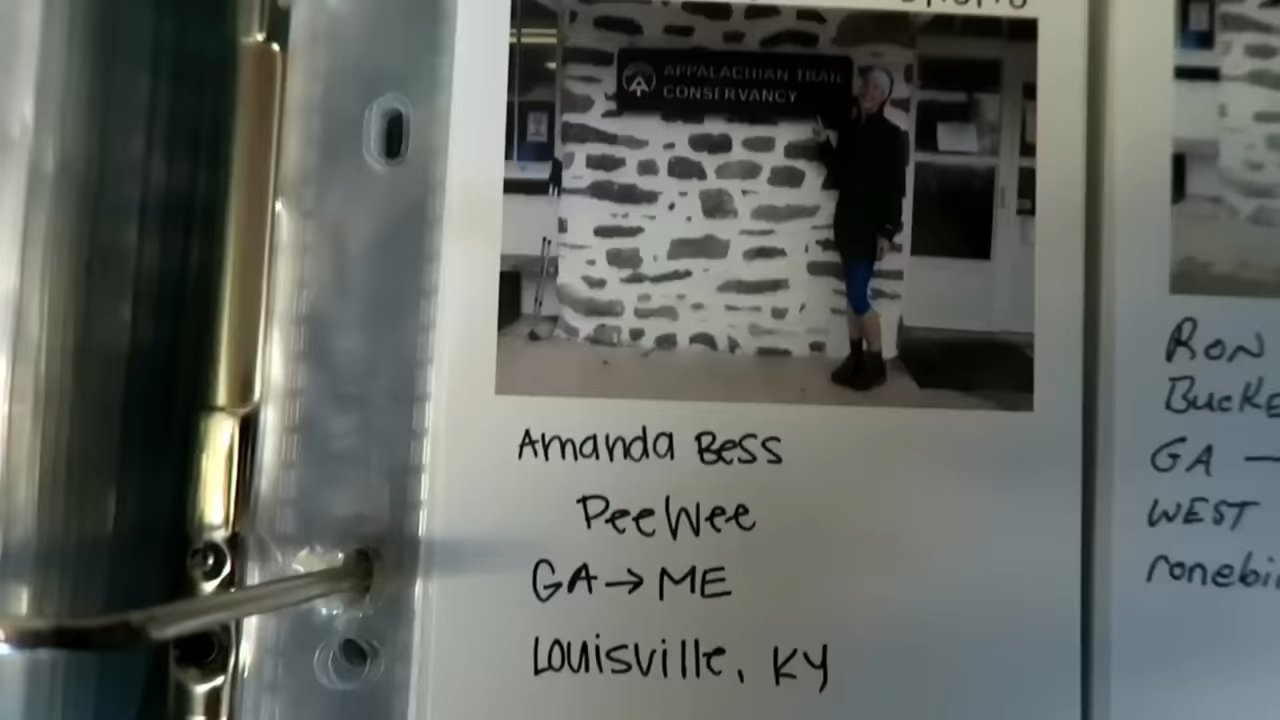 APPALACHIAN TRAIL
CONSERVANCY
Amanda Bess
PeeWee
GA→ME
Louisville, KY
RON
BUCKE
GA —
WEST
ronebi